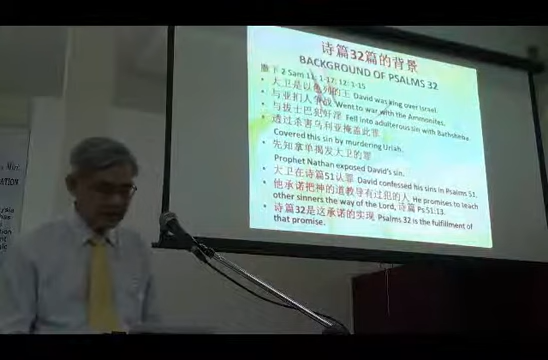 诗篇32篇的背景
BACKGROUND OF PSALMS 32
撒下 2 Sam 11: 1-17; 12: 1-15
• 大卫是以色列的王 David was king over Israel.
• 与亚扪人争战 Went to war with the Ammonites.
• 与拔士巴犯奸淫 Fell into adulterous sin with Bathsheba.
• 透过杀害乌利亚掩盖此罪
Covered this sin by murdering Uriah.
• 先知拿单揭发大卫的罪
Prophet Nathan exposed David's sin.
• 大卫在诗篇51认罪 David confessed his sins in Psalms 51.
• 他承诺把神的道教导有过犯的人 He promises to teach
other sinners the way of the Lord, 诗篇 Ps 51:13.
• 诗篇32是这承诺的实现 Psalms 32 is the fulfillment of
that promise.
ATION